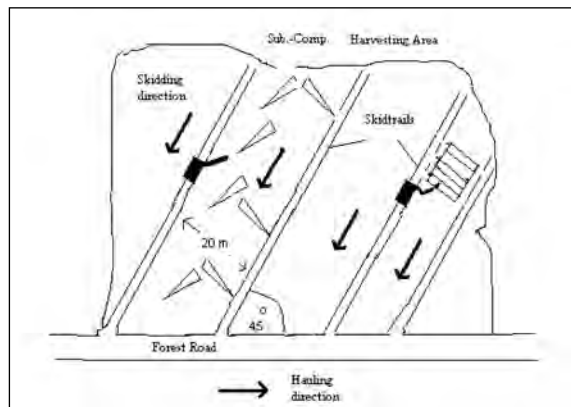 Sub.-Comp. Harvesting Area
Skidding
direction
Skidtrails
20 m
o
45
Forest Road
Hauling
direction